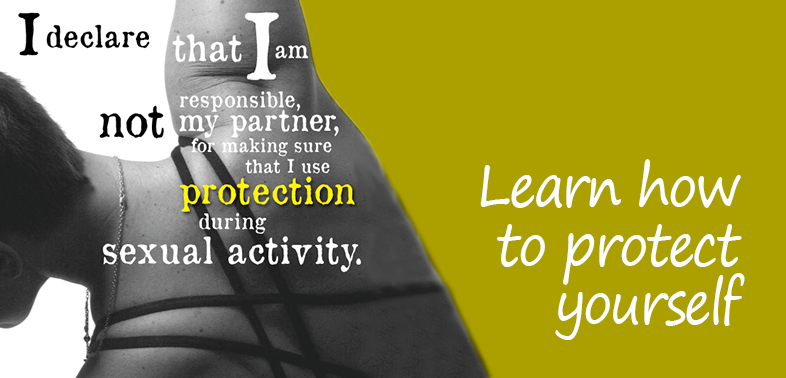 I declare that I am
responsible,
not my partner,
for making sure
that I use
protection
during
sexual activity.
Learn how
to protect
yourself